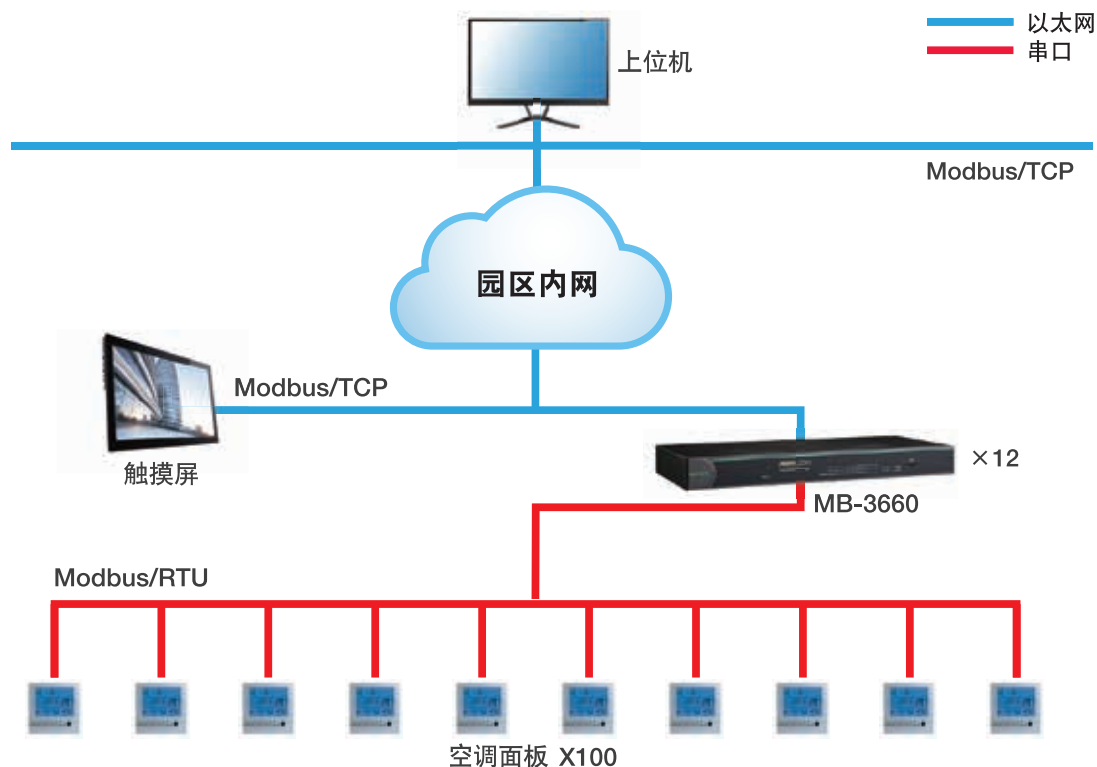 以太网
串口
上位机
Modbus/TCP
园区内网
Modbus/TCP
触摸屏
×12
MB-3660
Modbus/RTU
空调面板 X100